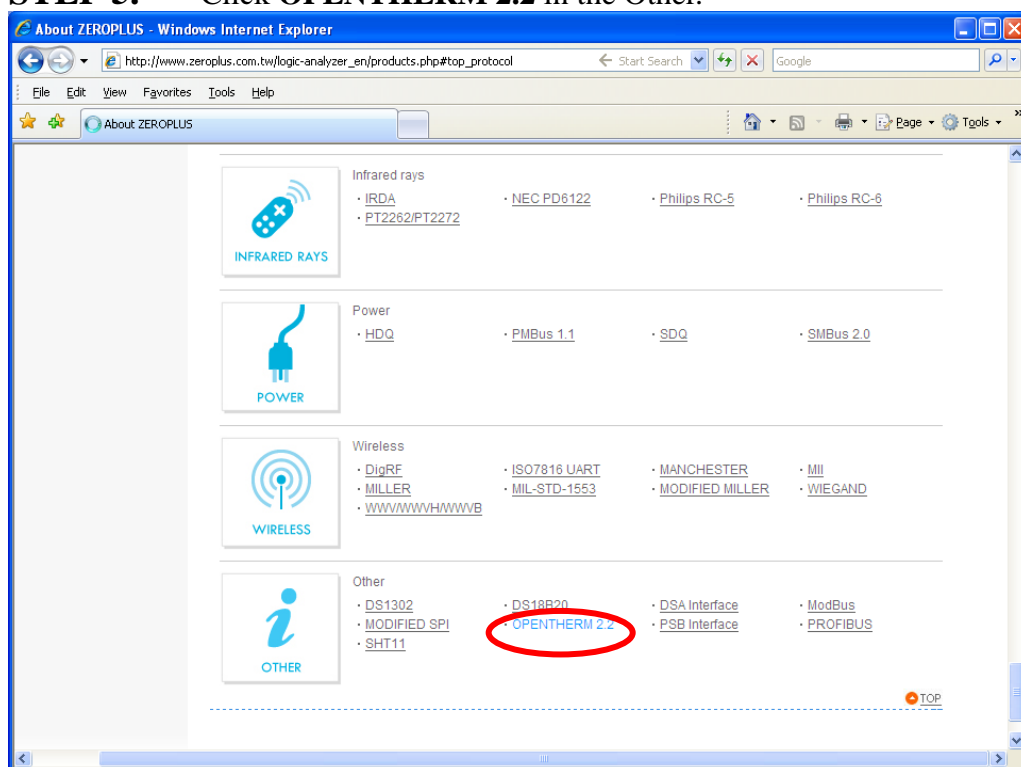 STEP 3. Click OPENTHERM 2.2 in the Other.
About ZEROPLUS - Windows Internet Explorer
http://www.zeroplus.com.tw/logic-analyzer_en/products.php#top_protocol Start Search Google
File Edit View Favorites Tools Help
About ZEROPLUS Page Tools »
Infrared rays
· IRDA · NEC PD6122 · Philips RC-5 · Philips RC-6
· PT2262/PT2272
INFRARED RAYS
Power
· HDQ · PMBus 1.1 · SDQ · SMBus 2.0
POWER
Wireless
· DigRF · ISO7816 UART · MANCHESTER · MII
· MILLER · MIL-STD-1553 · MODIFIED MILLER · WIEGAND
· WWV/WWVH/WWVB
WIRELESS
Other
· DS1302 · DS18B20 · DSA Interface · ModBus
· MODIFIED SPI · OPENTHERM 2.2 · PSB Interface · PROFIBUS
· SHT11
OTHER
TOP